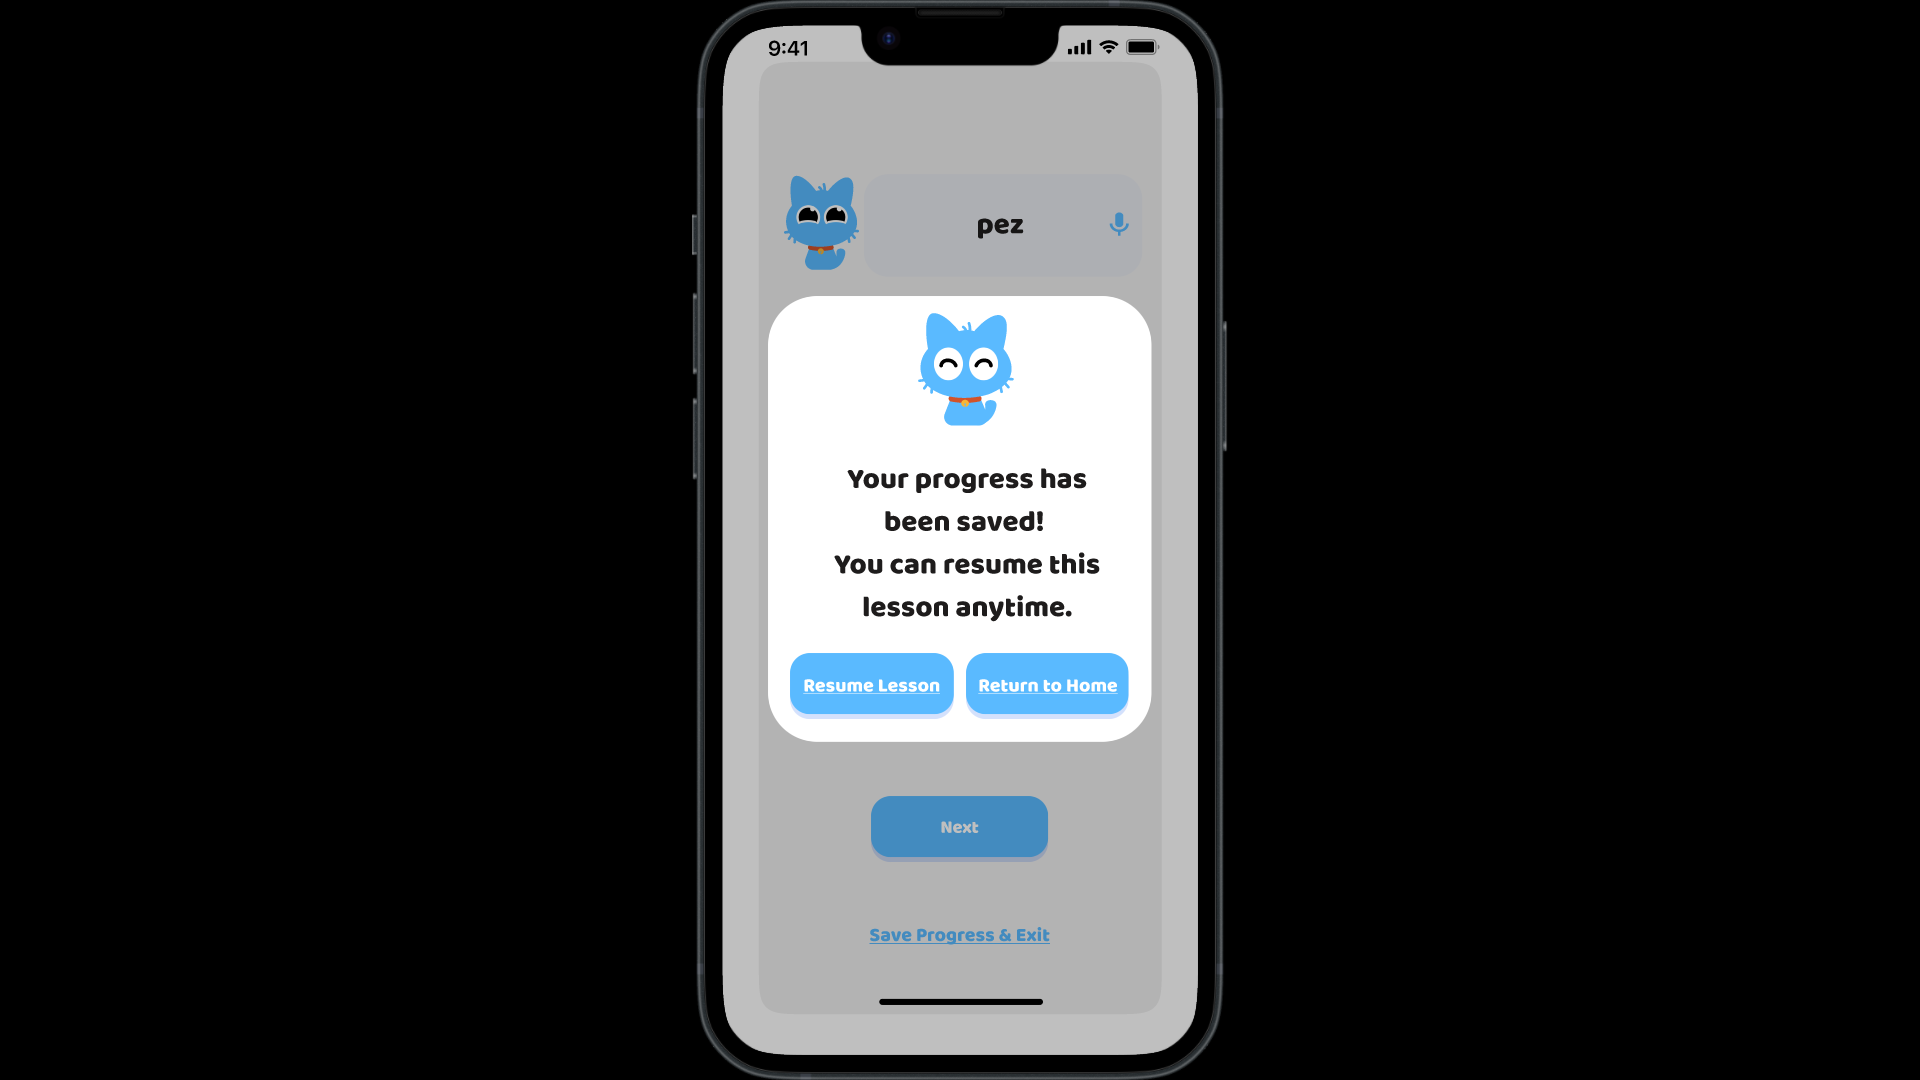 9:41
pez
Your progress has
been saved!
You can resume this
lesson anytime.
Resume Lesson
Return to Home
Next
Save Progress & Exit